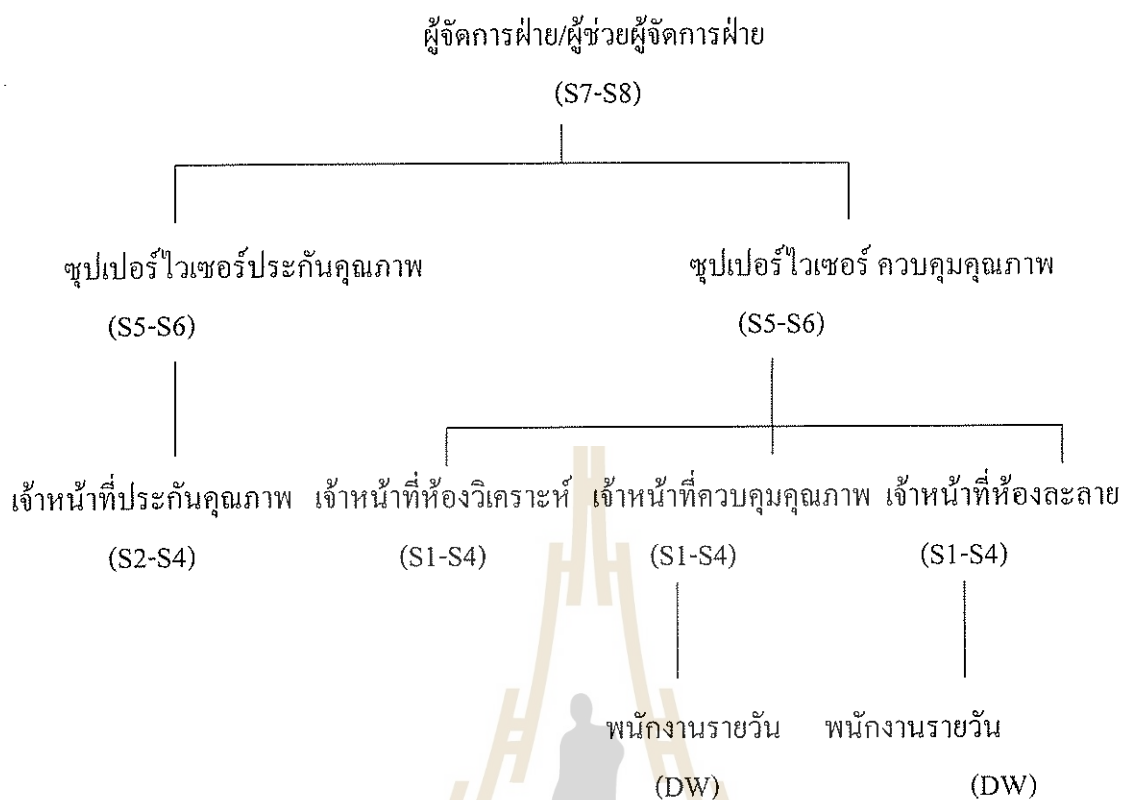 ผู้จัดการฝ่าย/ผู้ช่วยผู้จัดการฝ่าย
(S7-S8)
ซุปเปอร์ไวเซอร์ประกันคุณภาพ
ซุปเปอร์ไวเซอร์ ควบคุมคุณภาพ
(S5-S6)
(S5-S6)
เจ้าหน้าที่ประกันคุณภาพ
เจ้าหน้าที่ห้องวิเคราะห์
เจ้าหน้าที่ควบคุมคุณภาพ
เจ้าหน้าที่ห้องละลาย
(S2-S4)
(S1-S4)
(S1-S4)
(S1-S4)
พนักงานรายวัน
พนักงานรายวัน
(DW)
(DW)